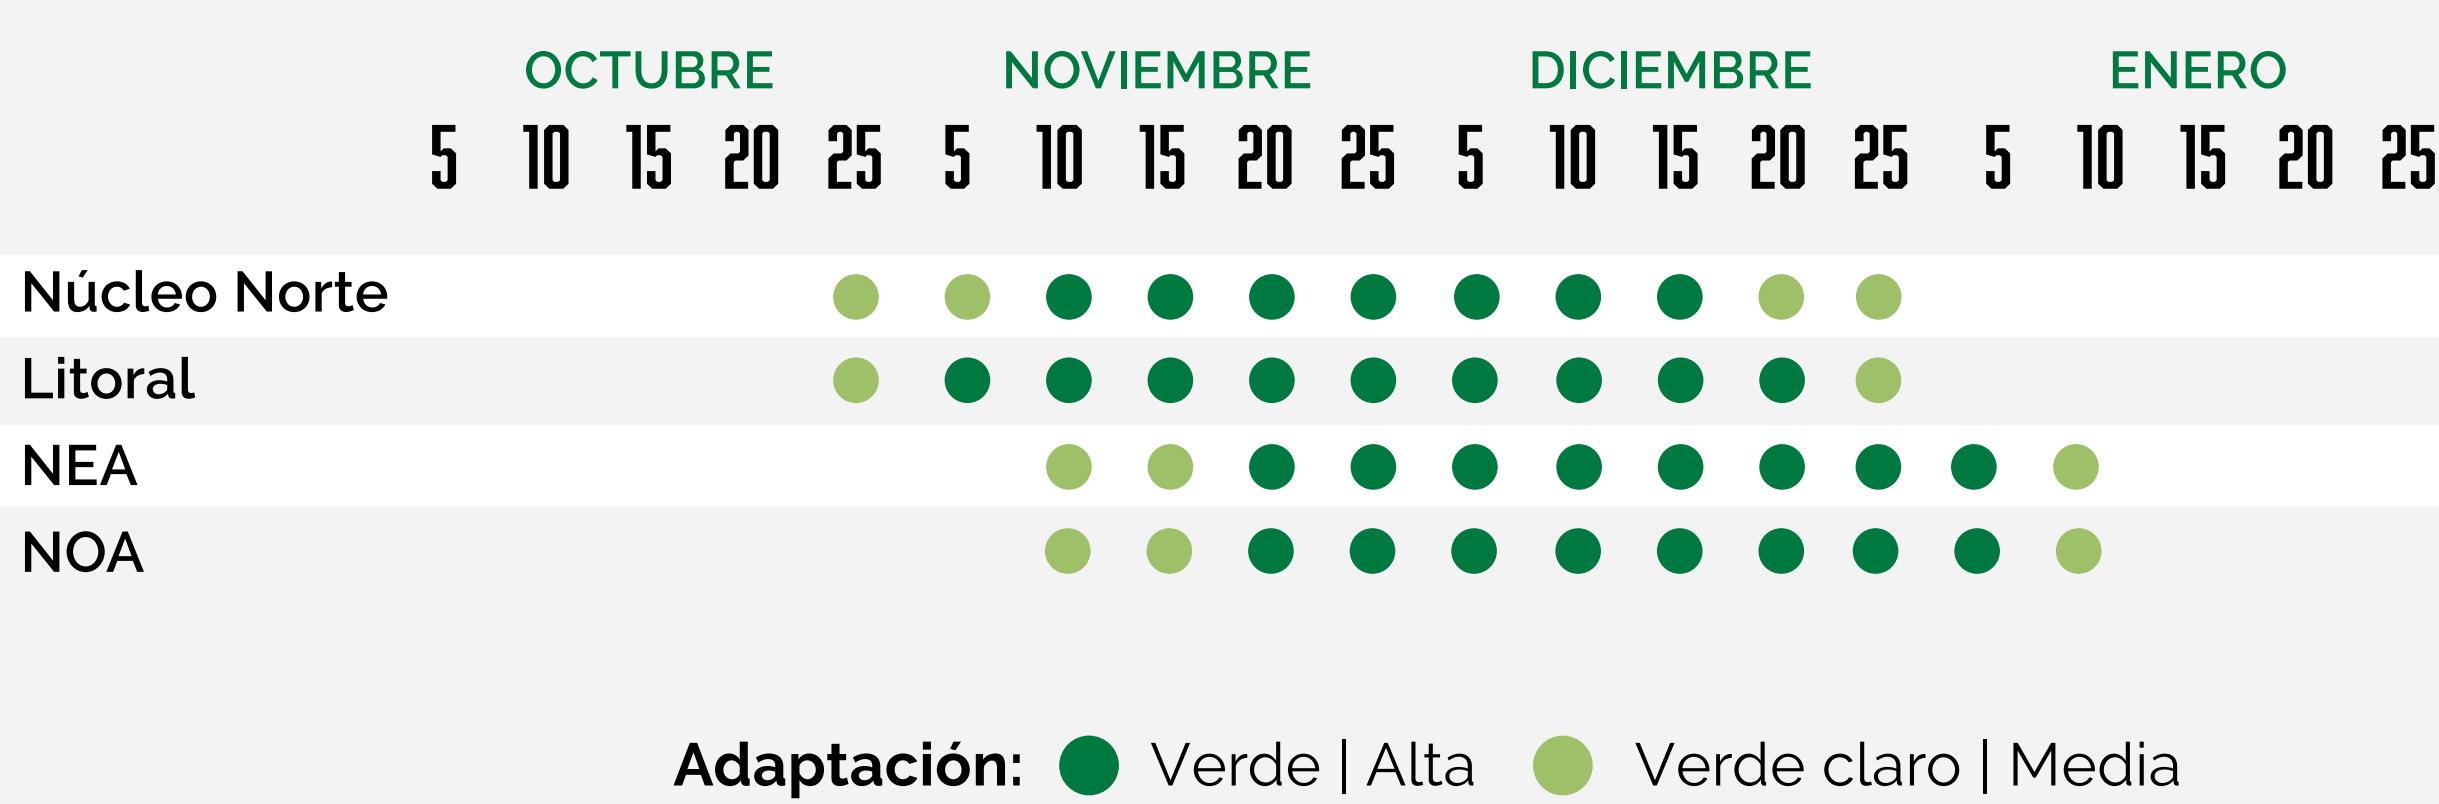 OCTUBRE NOVIEMBRE DICIEMBRE ENERO
5 10 15 20 25 5 10 15 20 25 5 10 15 20 25 5 10 15 20 25
Núcleo Norte
Litoral
NEA
NOA
Adaptación: Verde | Alta Verde claro | Media